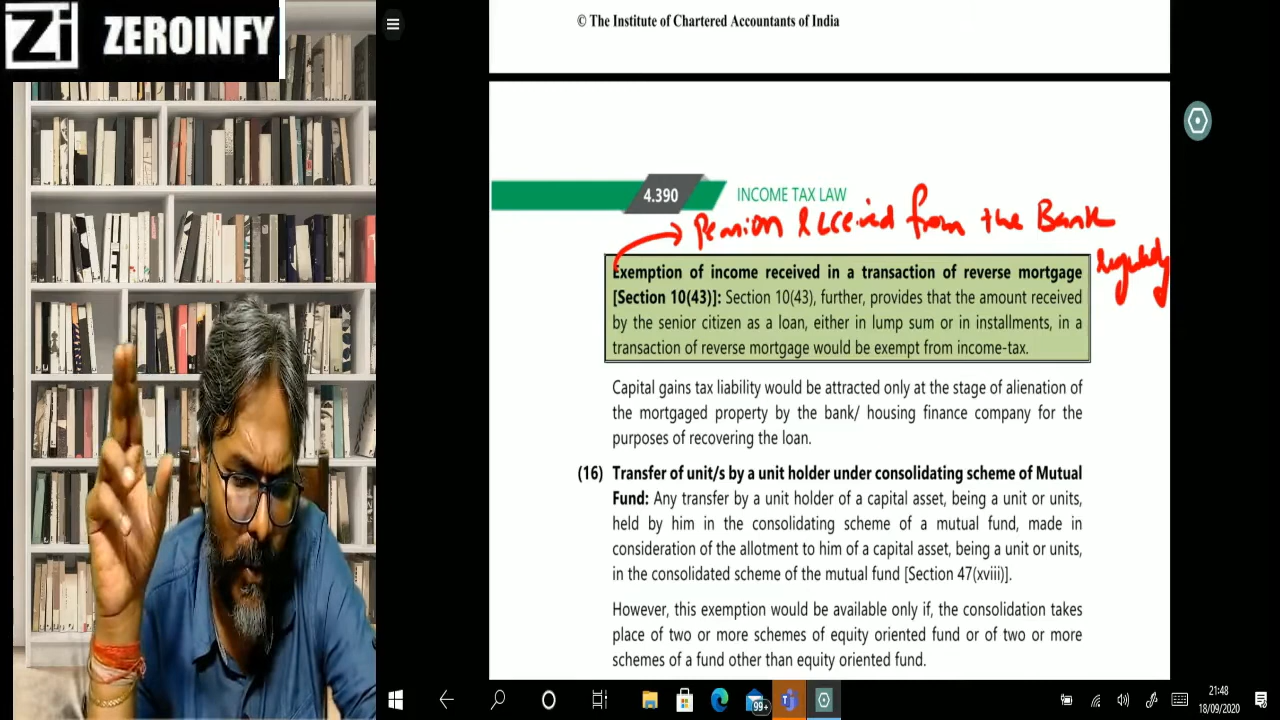 Zi ZEROINFY
© The Institute of Chartered Accountants of India
4.390 INCOME TAX LAW
Pension received from the Bank
regularly
Exemption of income received in a transaction of reverse mortgage
[Section 10(43)]: Section 10(43), further, provides that the amount received
by the senior citizen as a loan, either in lump sum or in installments, in a
transaction of reverse mortgage would be exempt from income-tax.
Capital gains tax liability would be attracted only at the stage of alienation of
the mortgaged property by the bank/ housing finance company for the
purposes of recovering the loan.
(16) Transfer of unit/s by a unit holder under consolidating scheme of Mutual
Fund: Any transfer by a unit holder of a capital asset, being a unit or units,
held by him in the consolidating scheme of a mutual fund, made in
consideration of the allotment to him of a capital asset, being a unit or units,
in the consolidated scheme of the mutual fund [Section 47(xviii)].
However, this exemption would be available only if, the consolidation takes
place of two or more schemes of equity oriented fund or of two or more
schemes of a fund other than equity oriented fund.
99+
21:48
18/09/2020